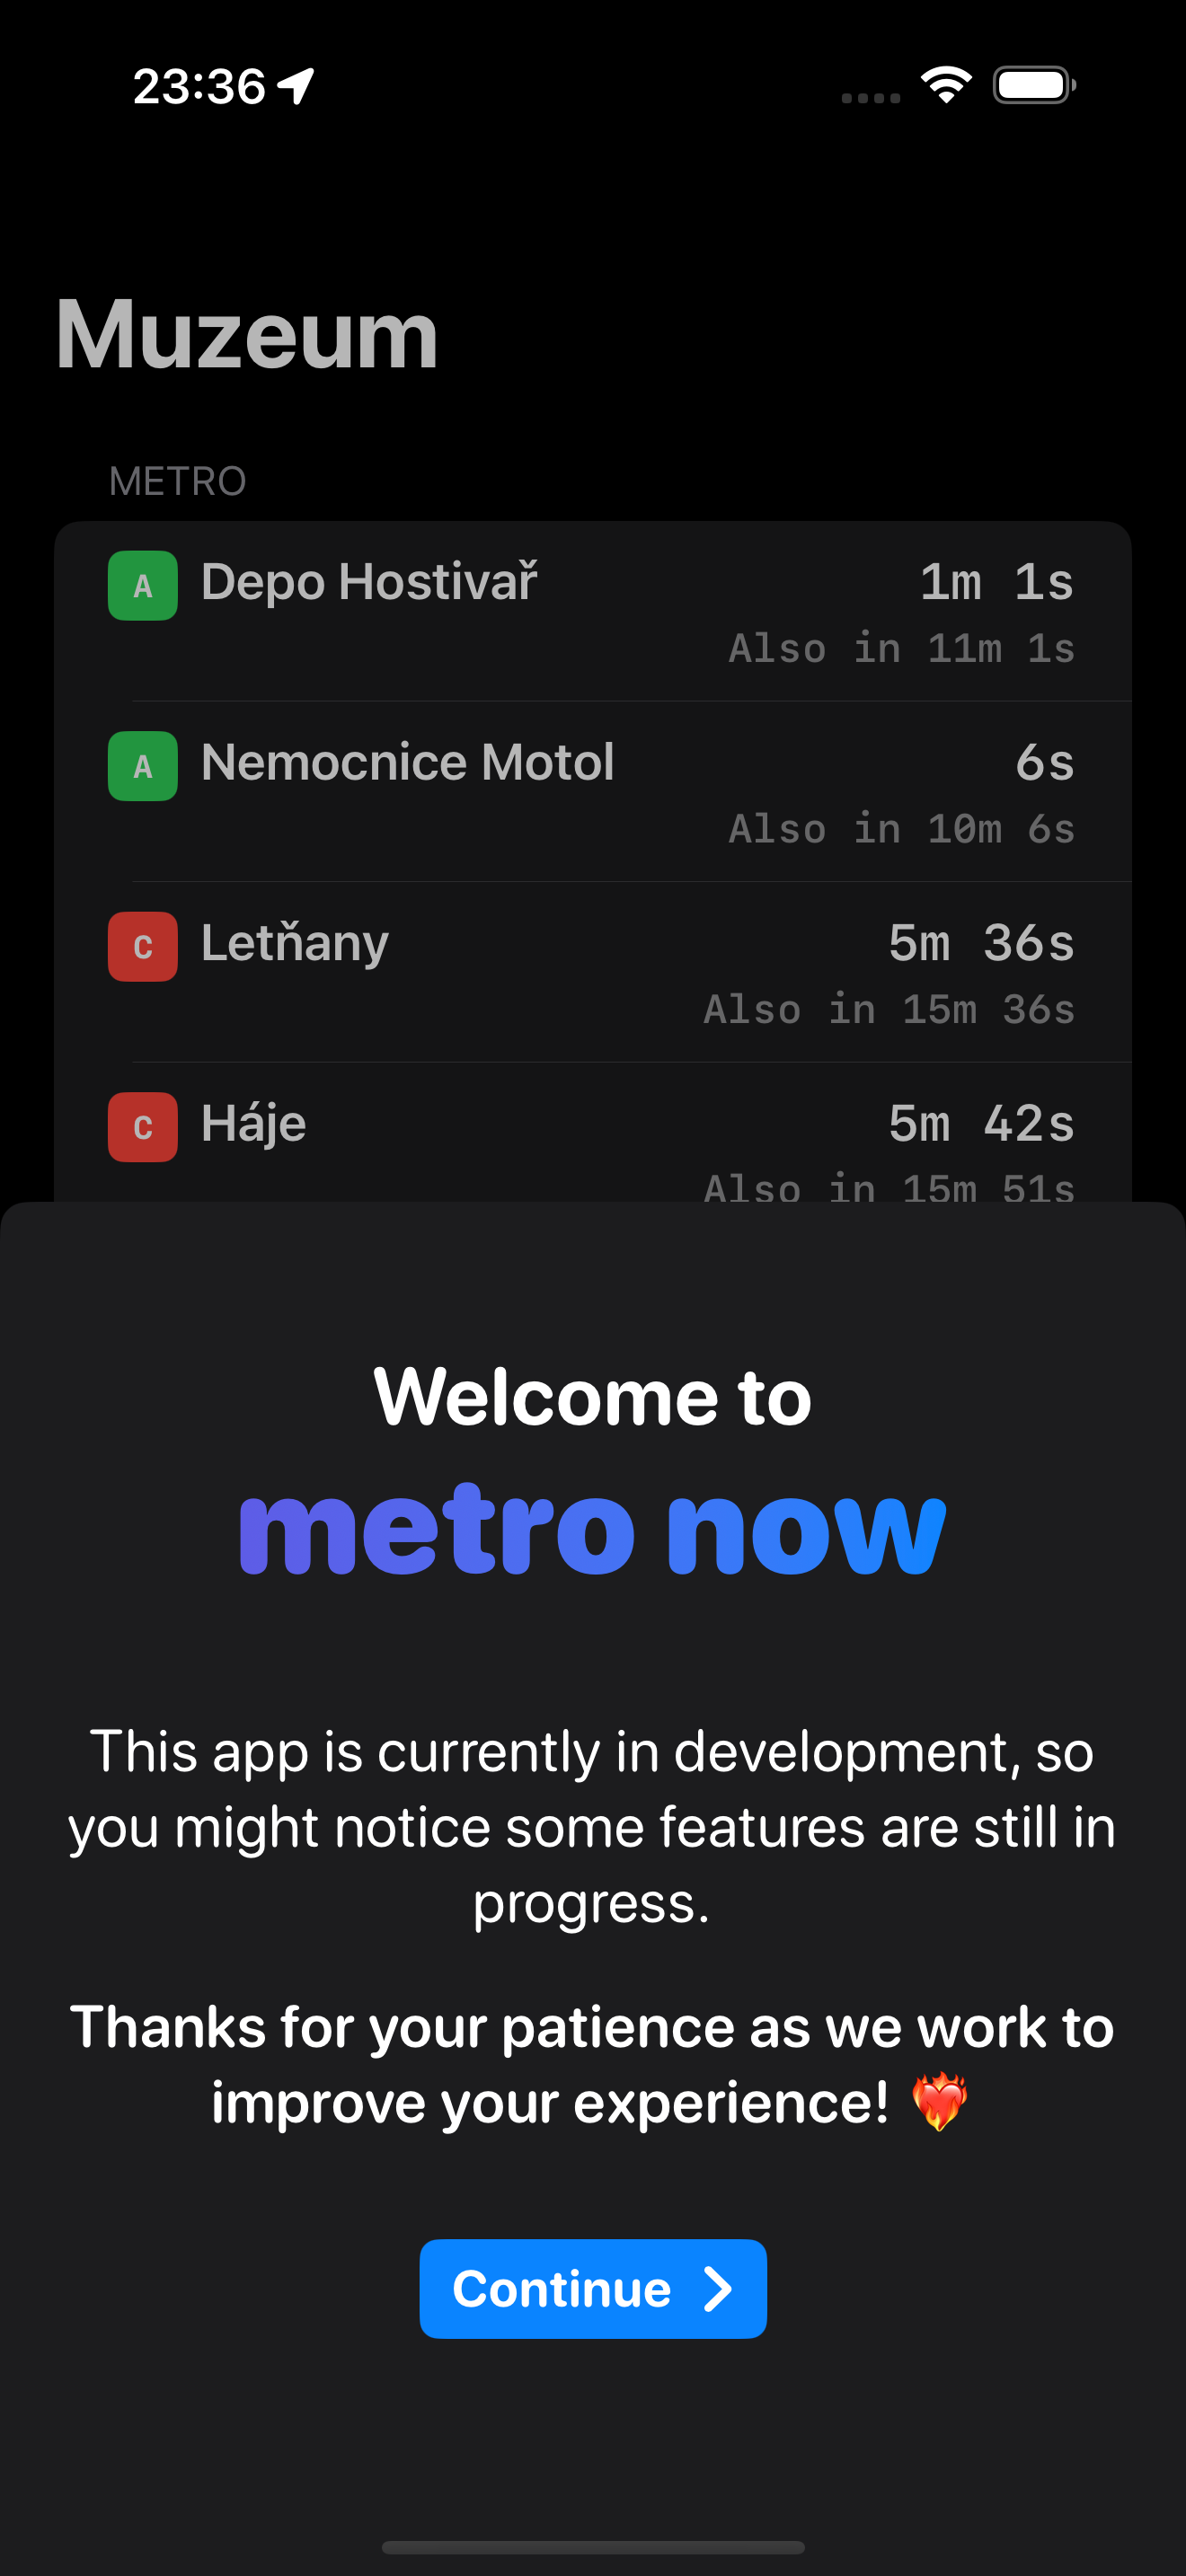 23:36
Muzeum
METRO
A Depo Hostivař 1m 1s
Also in 11m 1s
A Nemocnice Motol 6s
Also in 10m 6s
C Letňany 5m 36s
Also in 15m 36s
C Háje 5m 42s
Also in 15m 51s
Welcome to
metro now
This app is currently in development, so
you might notice some features are still in
progress.
Thanks for your patience as we work to
improve your experience! ❤️‍🔥
Continue